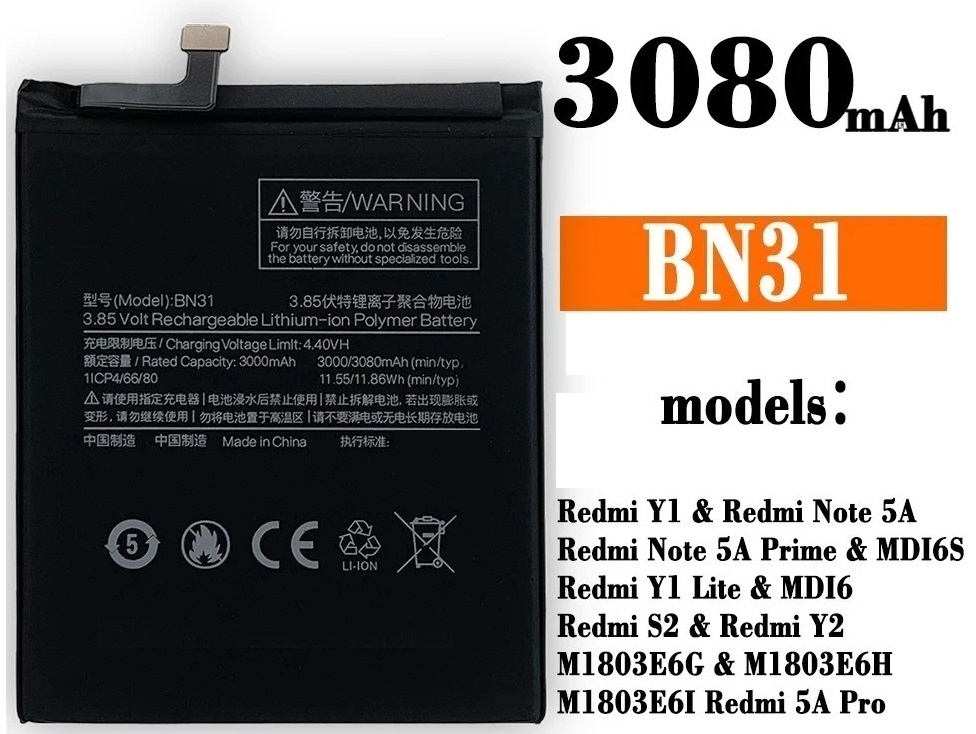 3080mAh
BN31
models:
Redmi Y1 & Redmi Note 5A
Redmi Note 5A Prime & MDI6S
Redmi Y1 Lite & MDI6
Redmi S2 & Redmi Y2
M1803E6G & M1803E6H
M1803E6I Redmi 5A Pro
警告/WARNING
请勿自行拆卸电池,以免发生危险
For your safety, do not disassemble
the battery without specialized tools.
型号(Model):BN31 3.85伏特锂离子聚合物电池
3.85 Volt Rechargeable Lithium-ion Polymer Battery
充电限制电压/ Charging Voltage Limit: 4.40VH
额定容量/ Rated Capacity: 3000mAh 3000/3080mAh (min/typ)
1ICP4/66/80 11.55/11.86Wh (min/typ)
请使用指定充电器|电池浸水后禁止使用|禁止拆解电池,若出现膨胀或
变形,请勿继续使用|勿将电池置于高温区|请不要满电或无电长期存放电池
中国制造 中国制造 Made in China 执行标准:
5
CE
LI-ION